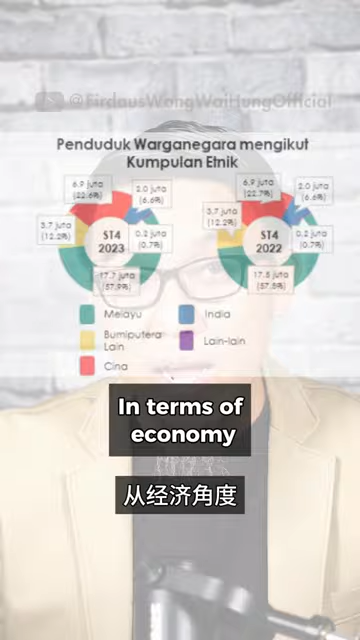 @FirdausWongWaiHungOfficial
Penduduk Warganegara mengikut
Kumpulan Etnik
6.9 juta
(22.6%)
2.0 juta
(6.6%)
3.7 juta
(12.2%)
ST4
2023
0.2 juta
(0.7%)
17.7 juta
(57.9%)
6.9 juta
(22.7%)
2.0 juta
(6.6%)
3.7 juta
(12.2%)
ST4
2022
0.2 juta
(0.7%)
17.5 juta
(57.8%)
Melayu
India
Bumiputera
Lain
Lain-lain
Cina
In terms of
economy
从经济角度